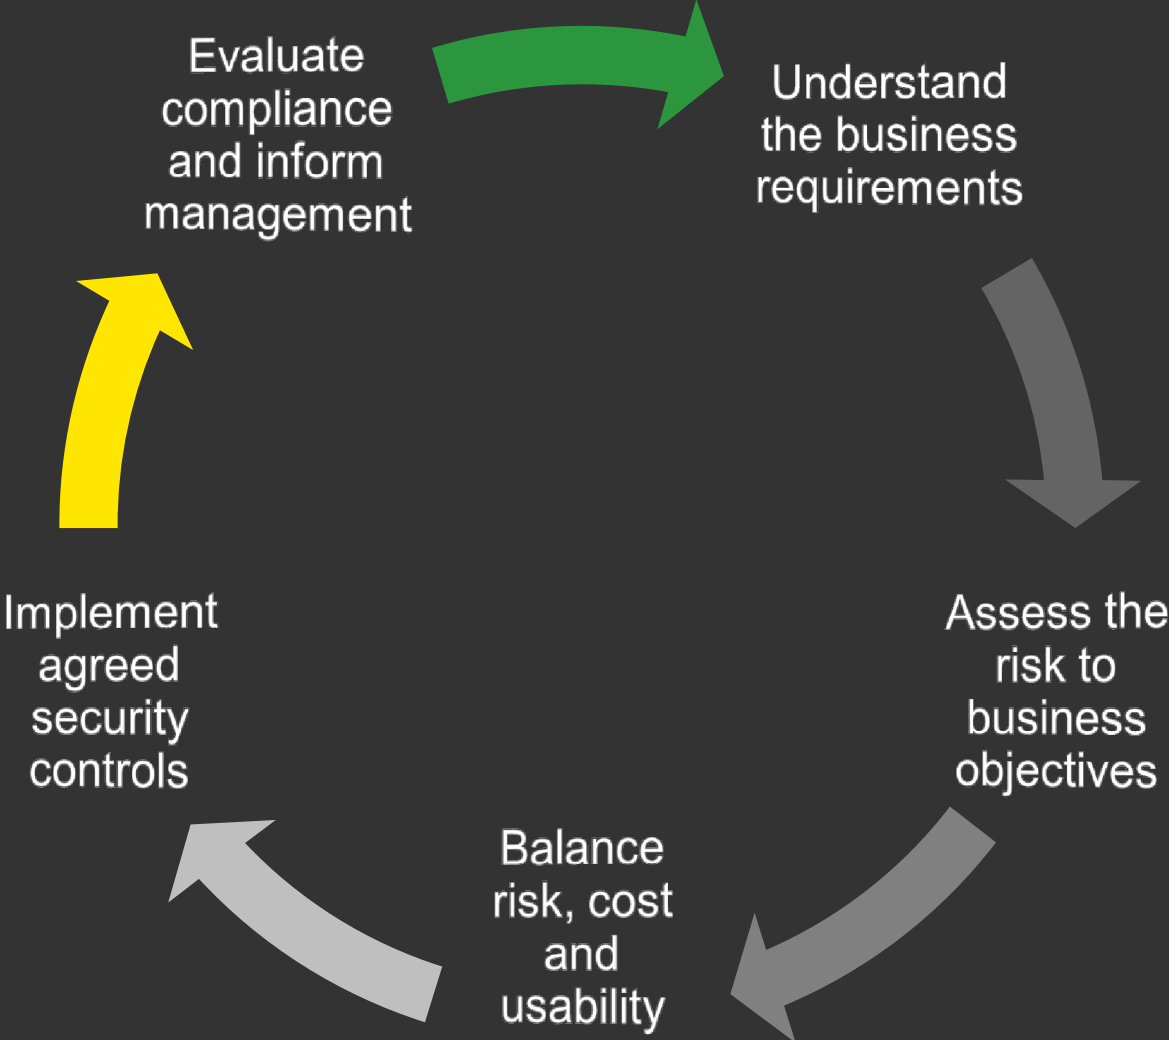 Evaluate
compliance
and inform
management
Understand
the business
requirements
Assess the
risk to
business
objectives
Balance
risk, cost
and
usability
Implement
agreed
security
controls